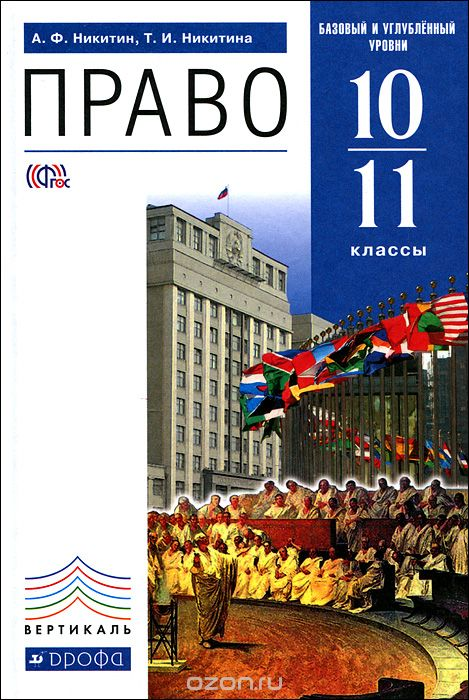 А. Ф. Никитин, Т. И. Никитина
БАЗОВЫЙ И УГЛУБЛЁННЫЙ
УРОВНИ
ПРАВО
10
11
КЛАССЫ
ФГОС
ВЕРТИКАЛЬ
ДРОФА
ozon.ru